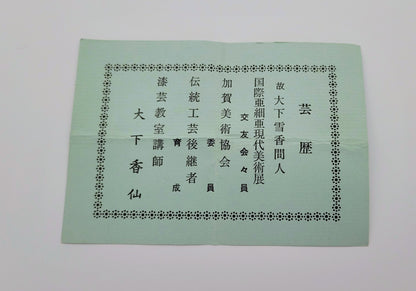 芸歴
故大下雪香間人
国際亜細亜現代美術展
交友会々員
加賀美術協会
委員
伝統工芸後継者
育成
漆芸教室講師
大下香仙